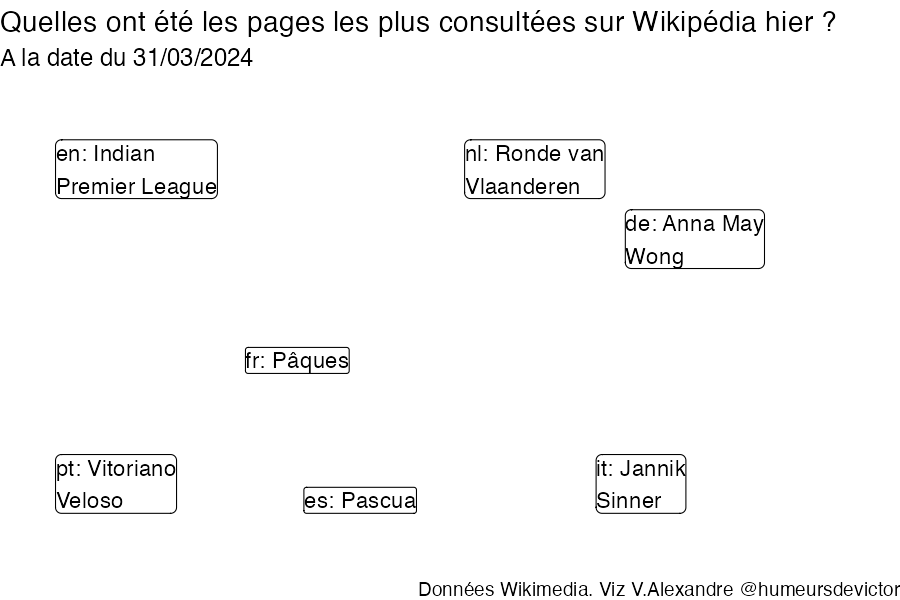 Quelles ont été les pages les plus consultées sur Wikipédia hier ?
A la date du 31/03/2024
en: Indian
Premier League
nl: Ronde van
Vlaanderen
de: Anna May
Wong
fr: Pâques
pt: Vitoriano
Veloso
es: Pascua
it: Jannik
Sinner
Données Wikimedia. Viz V.Alexandre @humeursdevictor